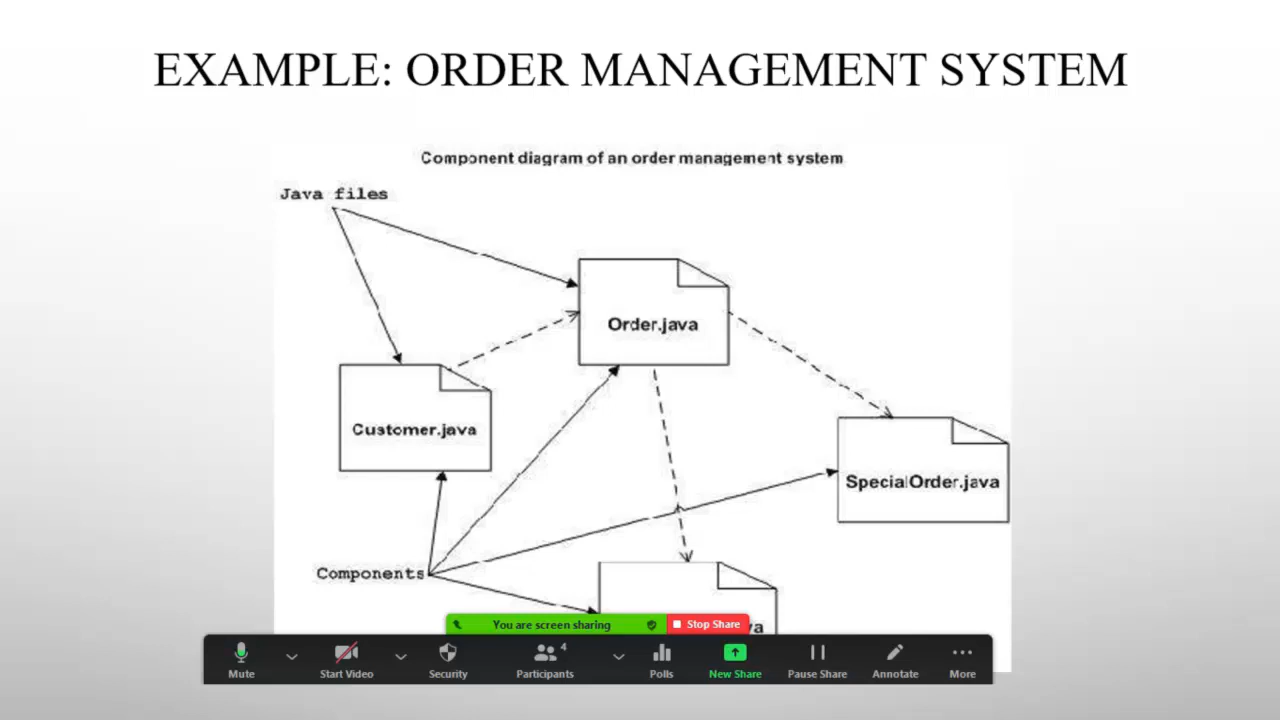 EXAMPLE: ORDER MANAGEMENT SYSTEM
Component diagram of an order management system
Java files
Order.java
Customer.java
SpecialOrder.java
Components
You are screen sharing
Stop Share
va
4
Mute
Start Video
Security
Participants
Polls
New Share
Pause Share
Annotate
More